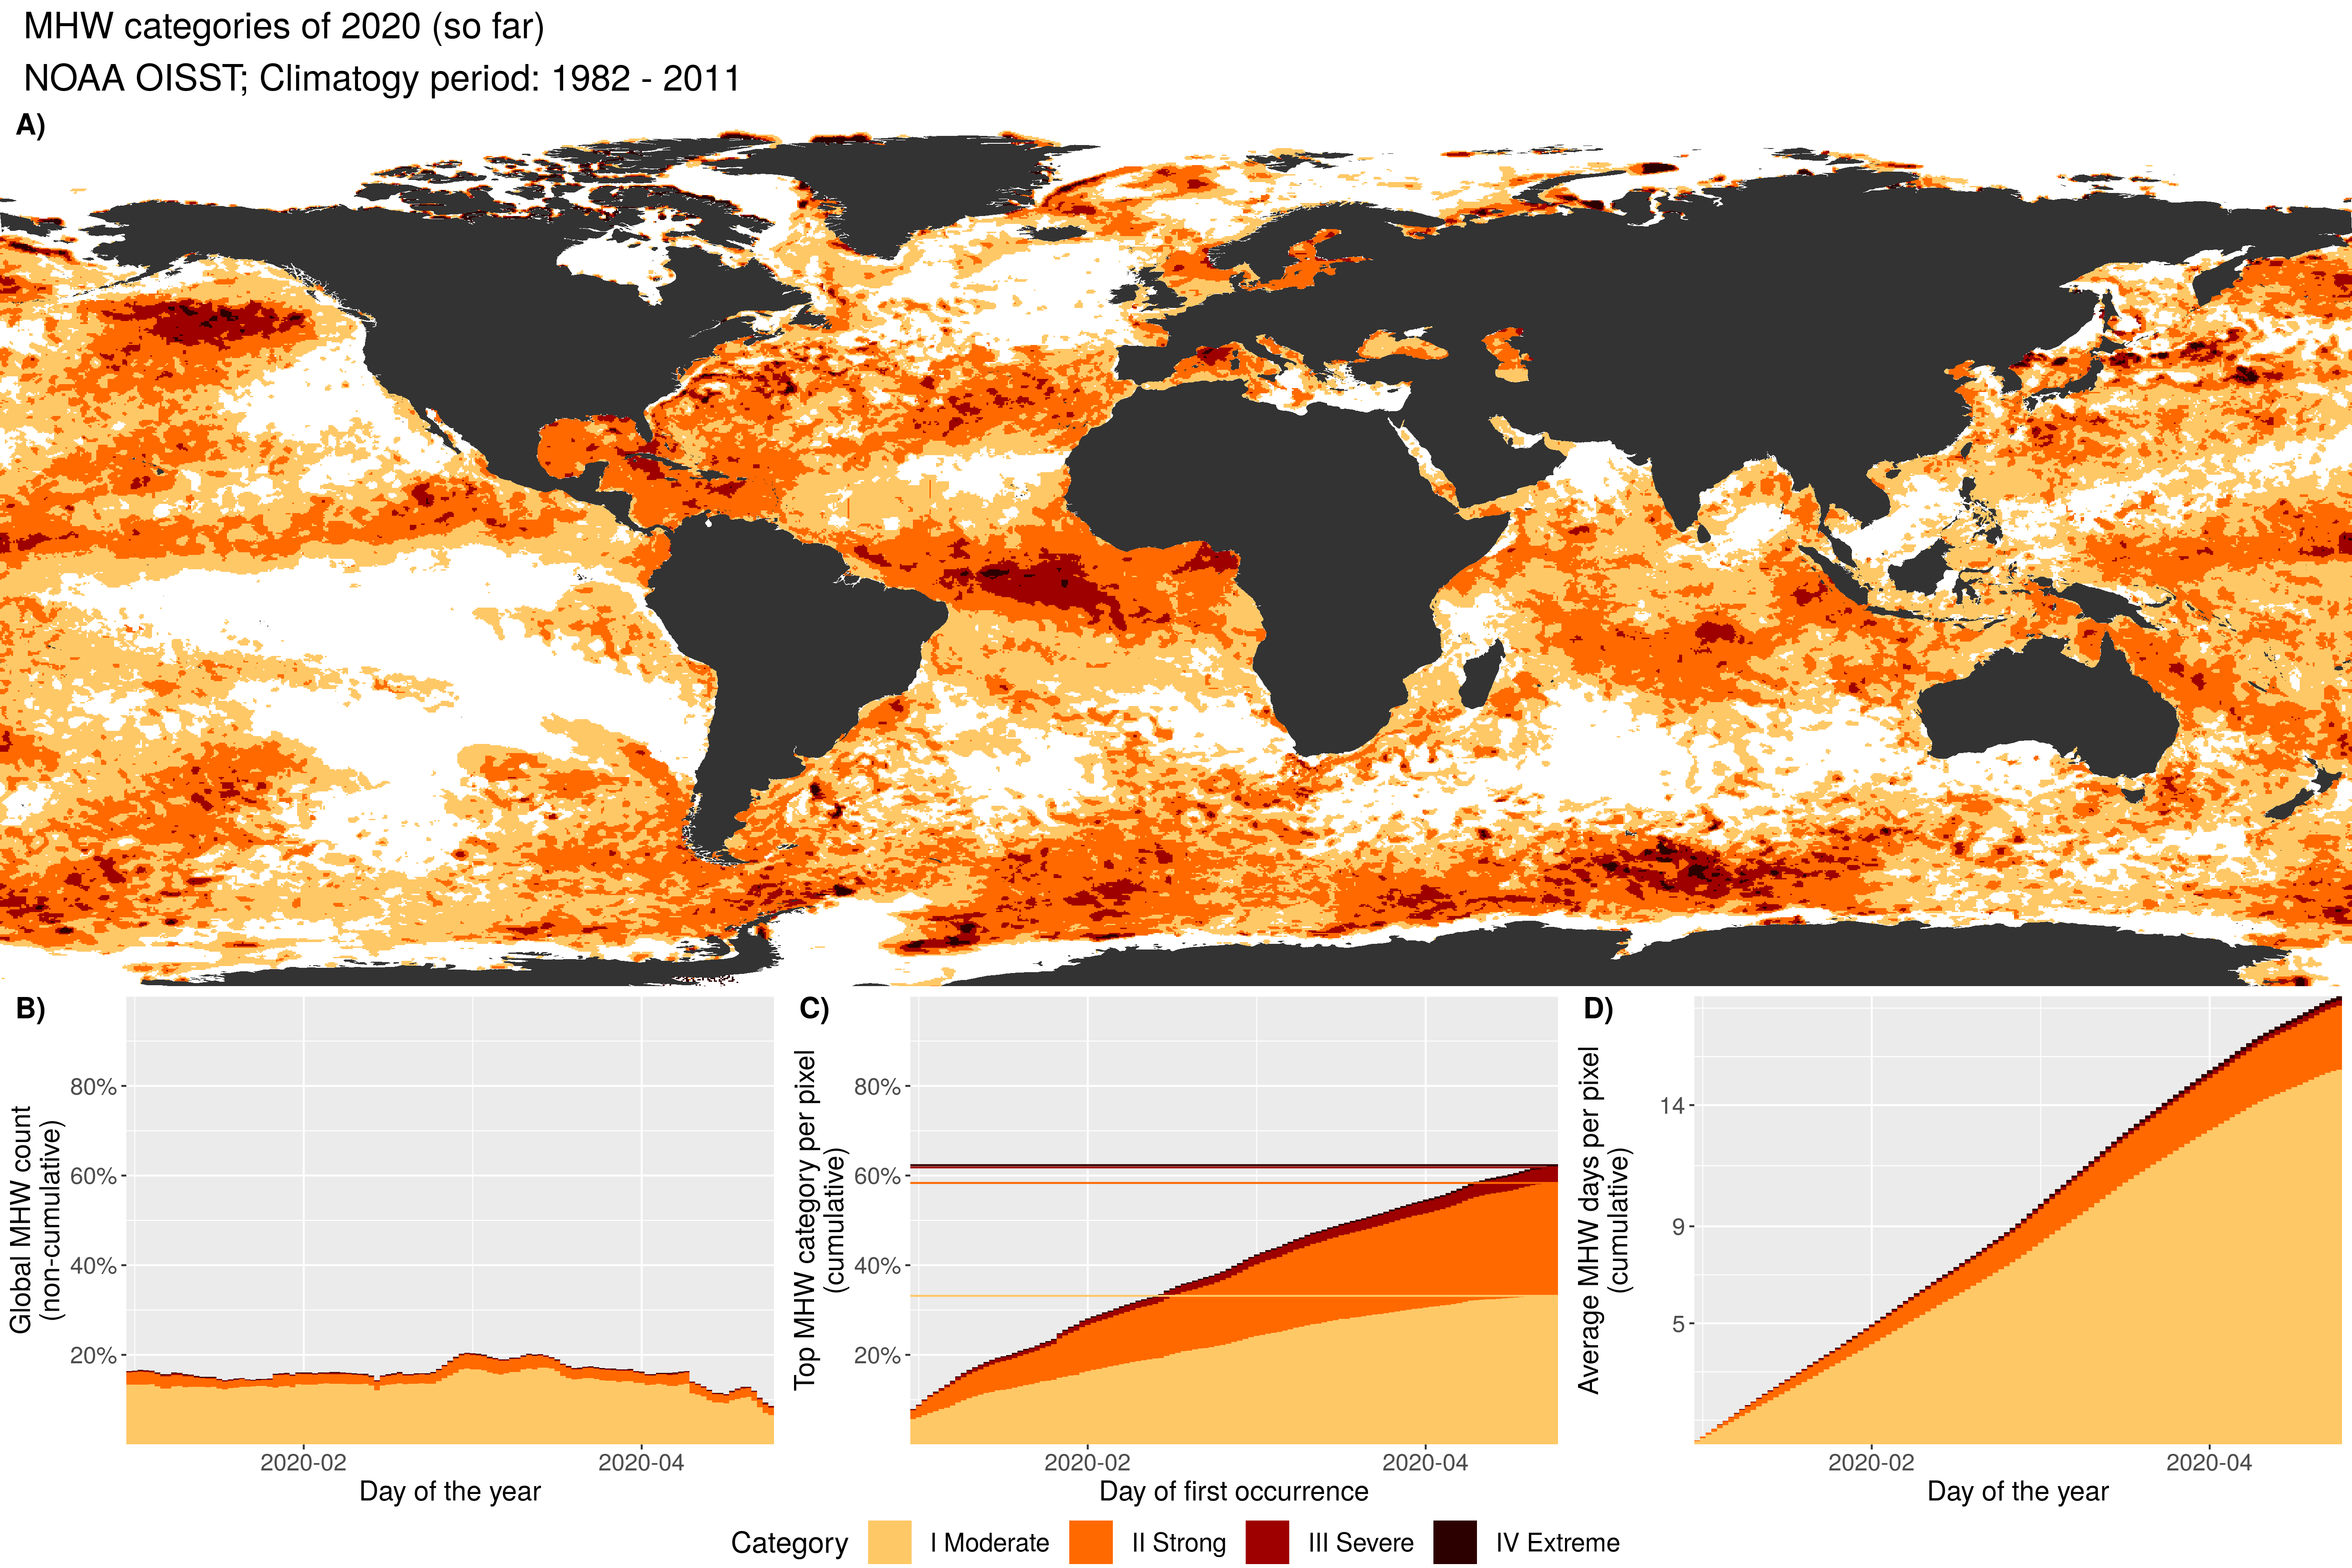 MHW categories of 2020 (so far)
NOAA OISST; Climatogy period: 1982 - 2011
A)
B)
Global MHW count
(non-cumulative)
80%
60%
40%
20%
2020-02
2020-04
Day of the year
C)
Top MHW category per pixel
(cumulative)
80%
60%
40%
20%
2020-02
2020-04
Day of first occurrence
D)
Average MHW days per pixel
(cumulative)
14
9
5
2020-02
2020-04
Day of the year
Category
I Moderate
II Strong
III Severe
IV Extreme